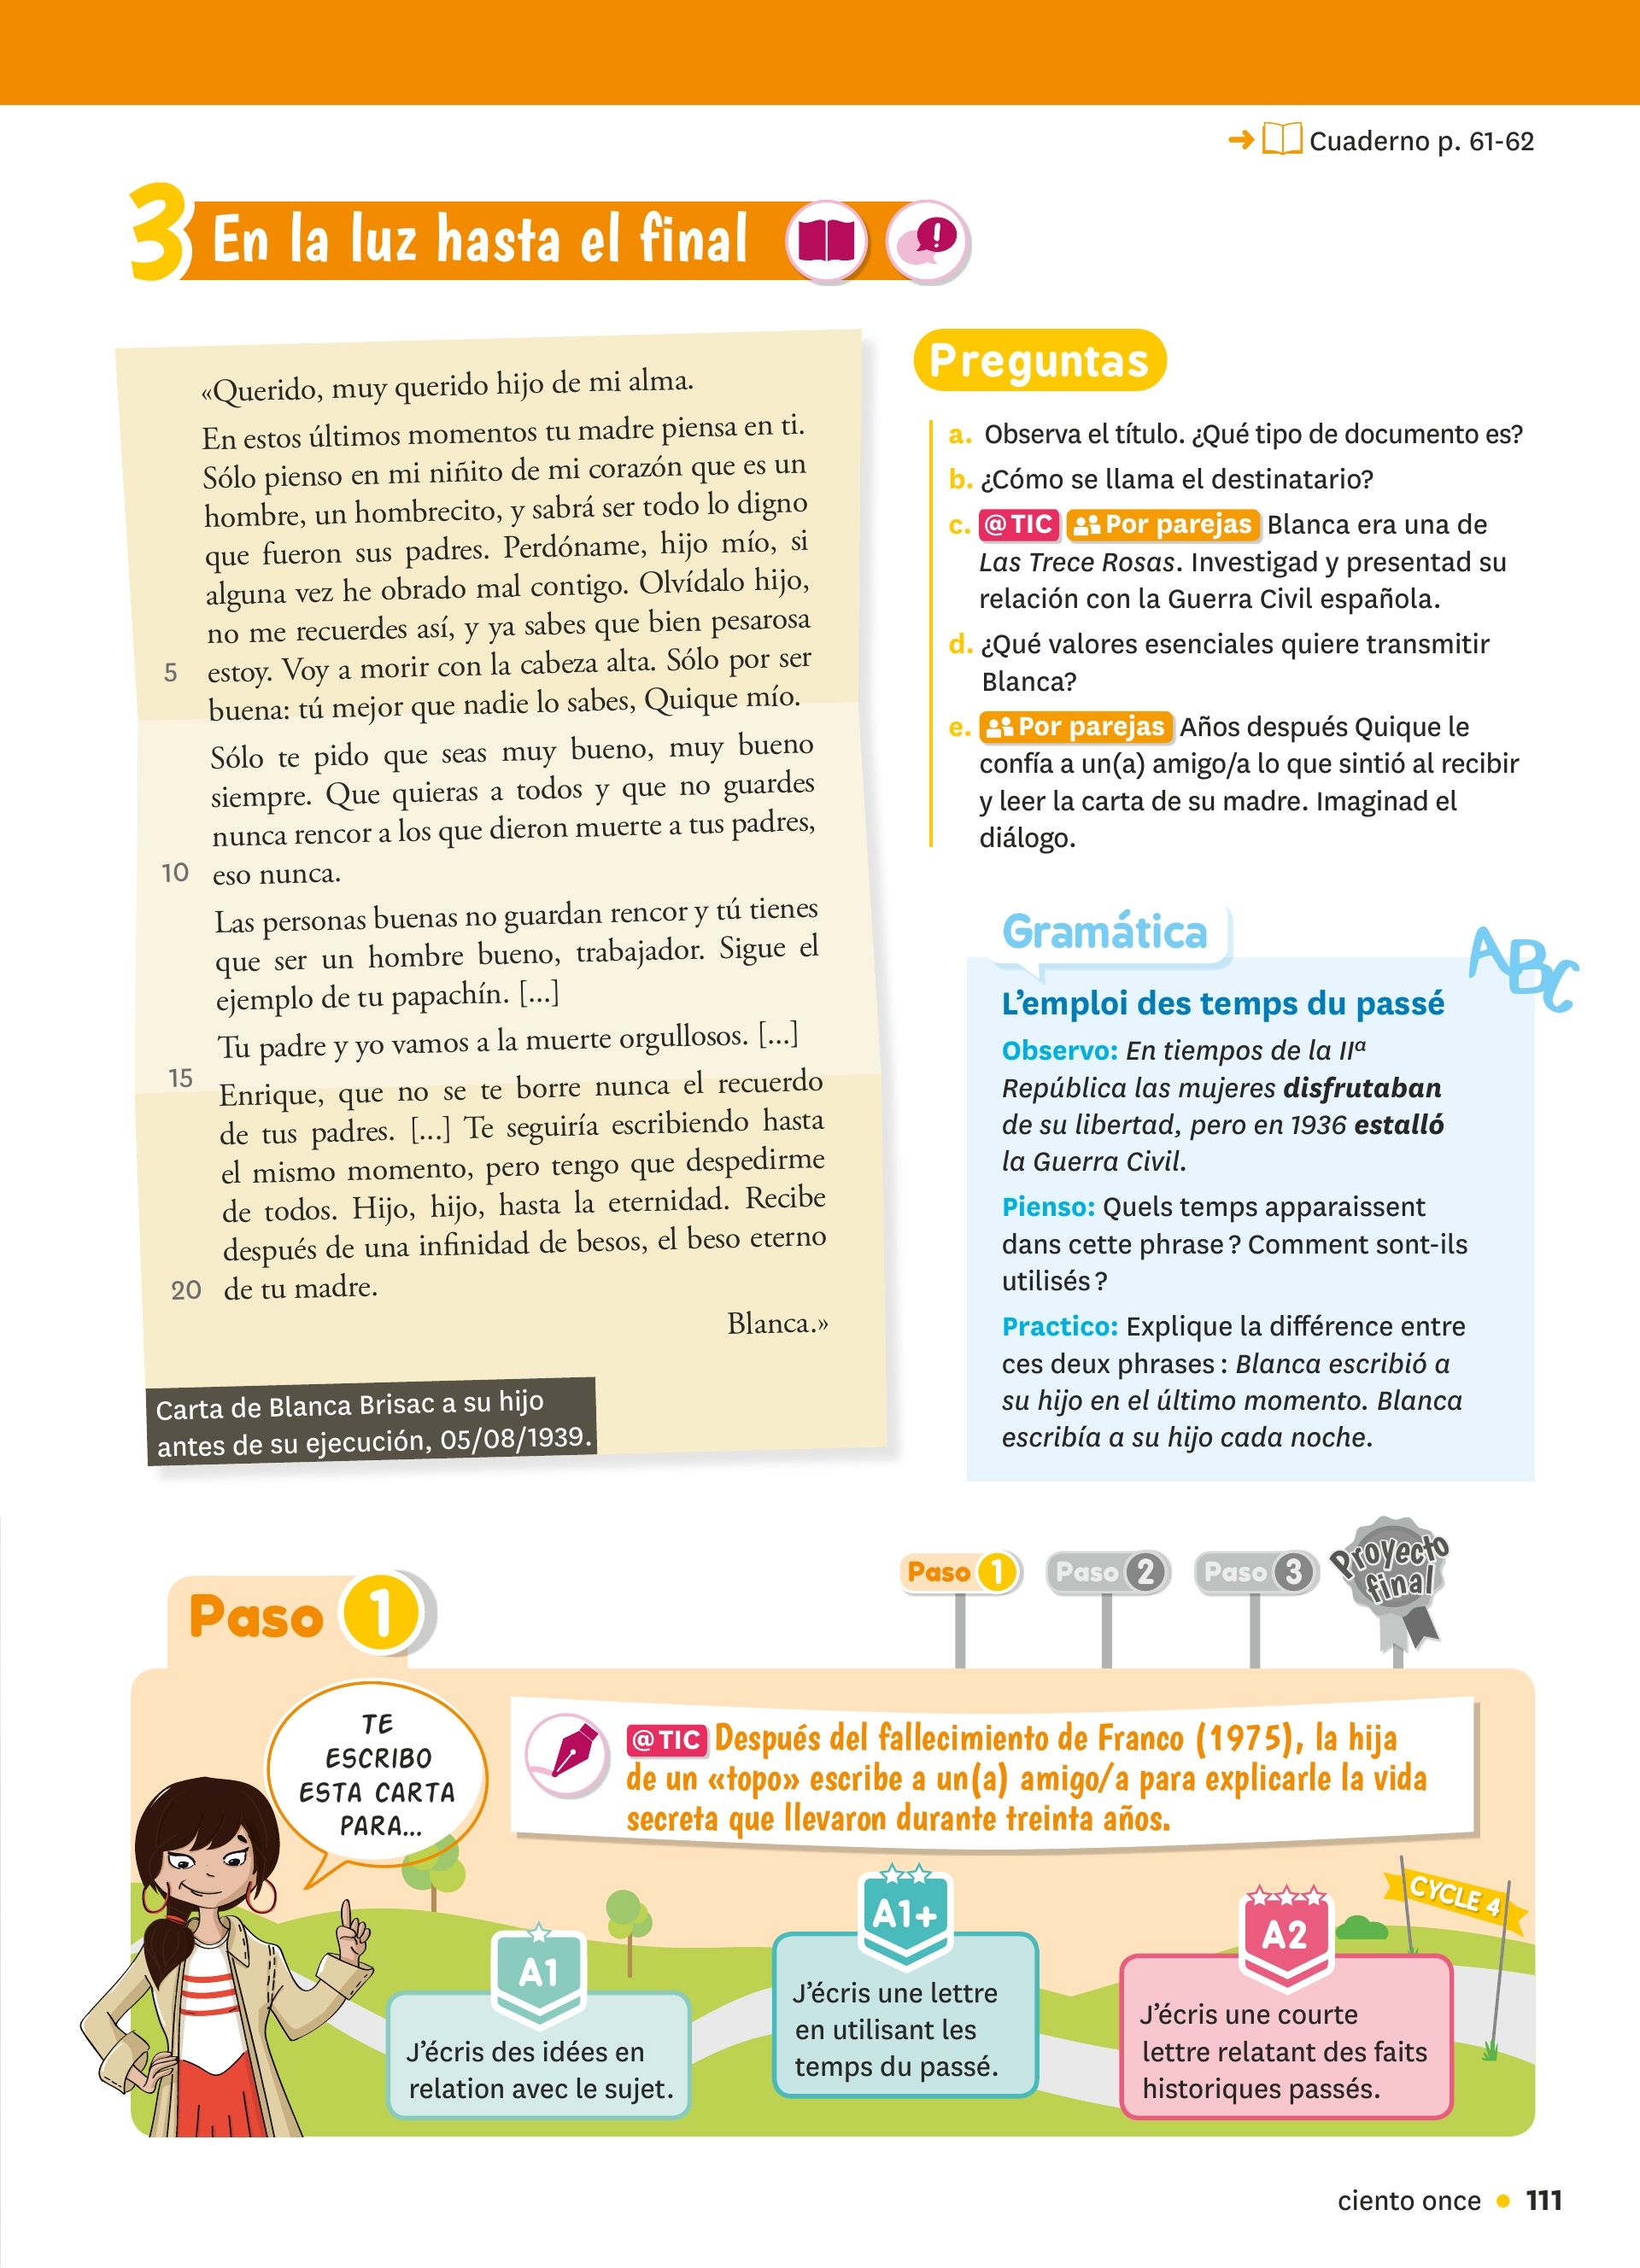 Cuaderno p. 61-62
3 En la luz hasta el final
«Querido, muy querido hijo de mi alma.
En estos últimos momentos tu madre piensa en ti.
Sólo pienso en mi niñito de mi corazón que es un
hombre, un hombrecito, y sabrá ser todo lo digno
que fueron sus padres. Perdóname, hijo mío, si
alguna vez he obrado mal contigo. Olvídalo hijo,
no me recuerdes así, y ya sabes que bien pesarosa
5 estoy. Voy a morir con la cabeza alta. Sólo por ser
buena: tú mejor que nadie lo sabes, Quique mío.
Sólo te pido que seas muy bueno, muy bueno
siempre. Que quieras a todos y que no guardes
nunca rencor a los que dieron muerte a tus padres,
10 eso nunca.
Las personas buenas no guardan rencor y tú tienes
que ser un hombre bueno, trabajador. Sigue el
ejemplo de tu papachín. [...]
Tu padre y yo vamos a la muerte orgullosos. [...]
15
Enrique, que no se te borre nunca el recuerdo
de tus padres. [...] Te seguiría escribiendo hasta
el mismo momento, pero tengo que despedirme
de todos. Hijo, hijo, hasta la eternidad. Recibe
después de una infinidad de besos, el beso eterno
20 de tu madre.
Blanca.»
Carta de Blanca Brisac a su hijo
antes de su ejecución, 05/08/1939.
Preguntas
a. Observa el título. ¿Qué tipo de documento es?
b. ¿Cómo se llama el destinatario?
c. @TIC Por parejas Blanca era una de
Las Trece Rosas. Investigad y presentad su
relación con la Guerra Civil española.
d. ¿Qué valores esenciales quiere transmitir
Blanca?
e. Por parejas Años después Quique le
confía a un(a) amigo/a lo que sintió al recibir
y leer la carta de su madre. Imaginad el
diálogo.
Gramática
ABC
L'emploi des temps du passé
Observo: En tiempos de la IIª
República las mujeres disfrutaban
de su libertad, pero en 1936 estalló
la Guerra Civil.
Pienso: Quels temps apparaissent
dans cette phrase ? Comment sont-ils
utilisés ?
Practico: Explique la différence entre
ces deux phrases : Blanca escribió a
su hijo en el último momento. Blanca
escribía a su hijo cada noche.
Paso 1
Paso 1 Paso 2 Paso 3 Proyecto
final
TE
ESCRIBO
ESTA CARTA
PARA...
@TIC Después del fallecimiento de Franco (1975), la hija
de un «topo» escribe a un(a) amigo/a para explicarle la vida
secreta que llevaron durante treinta años.
CYCLE 4
A1
J'écris des idées en
relation avec le sujet.
A1+
J'écris une lettre
en utilisant les
temps du passé.
A2
J'écris une courte
lettre relatant des faits
historiques passés.
ciento once • 111